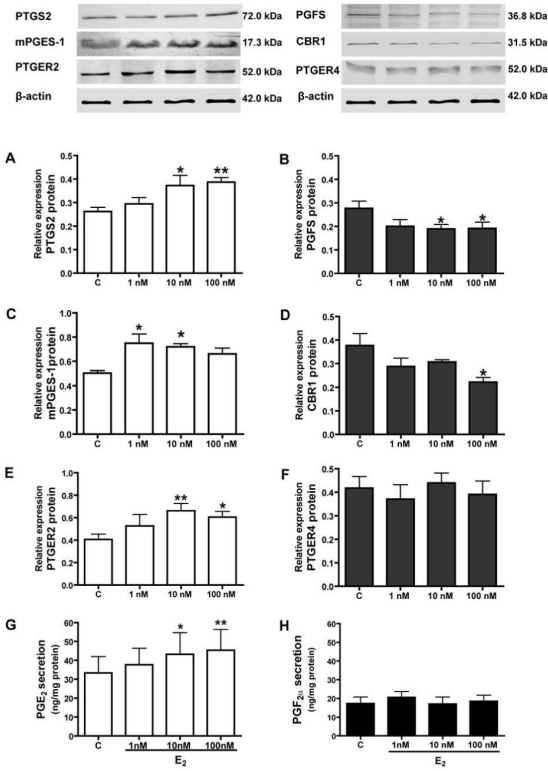 PTGS2 72.0 kDa
mPGES-1 17.3 kDa
PTGER2 52.0 kDa
β-actin 42.0 kDa
PGFS 36.8 kDa
CBR1 31.5 kDa
PTGER4 52.0 kDa
β-actin 42.0 kDa
A
Relative expression
PTGS2 protein
0.5
0.4
0.3
0.2
0.1
0.0
* **
C 1 nM 10 nM 100 nM
B
Relative expression
PGFS protein
0.5
0.4
0.3
0.2
0.1
0.0
* *
C 1 nM 10 nM 100 nM
C
Relative expression
mPGES-1protein
1.0
0.8
0.6
0.4
0.2
0.0
* *
C 1 nM 10 nM 100 nM
D
Relative expression
CBR1 protein
0.5
0.4
0.3
0.2
0.1
0.0
*
C 1 nM 10 nM 100 nM
E
Relative expression
PTGER2 protein
1.0
0.8
0.6
0.4
0.2
0.0
** *
C 1 nM 10 nM 100 nM
F
Relative expression
PTGER4 protein
0.5
0.4
0.3
0.2
0.1
0.0
C 1 nM 10 nM 100 nM
G
PGE2 secretion
(ng/mg protein)
60
50
40
30
20
10
0
* **
C 1nM 10nM 100nM
E2
H
PGF2α secretion
(ng/mg protein)
60
50
40
30
20
10
0
C 1nM 10 nM 100 nM
E2